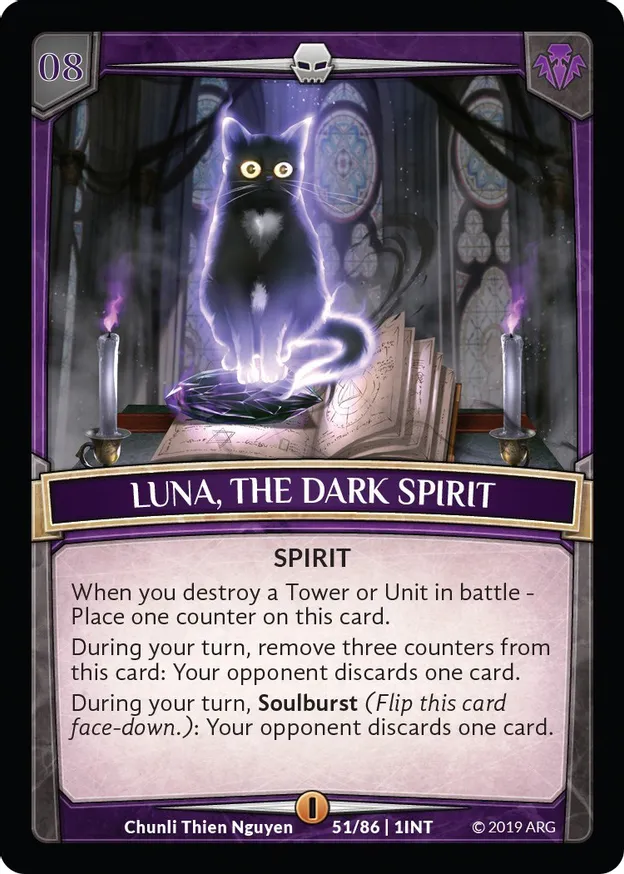 08
LUNA, THE DARK SPIRIT
SPIRIT
When you destroy a Tower or Unit in battle -
Place one counter on this card.
During your turn, remove three counters from
this card: Your opponent discards one card.
During your turn, Soulburst (Flip this card
face-down.): Your opponent discards one card.
I
Chunli Thien Nguyen 51/86 | 1INT © 2019 ARG